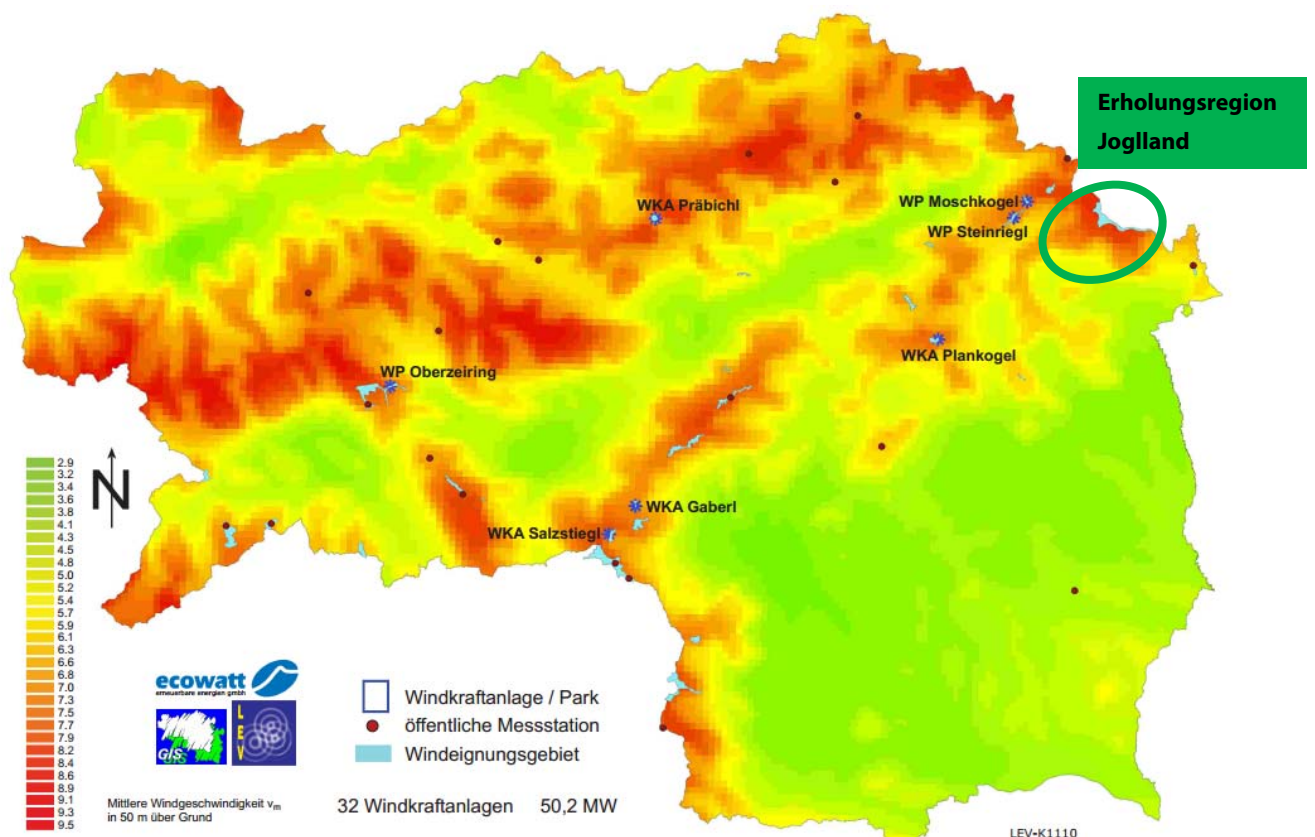 Erholungsregion
Joglland
WKA Präbichl
WP Moschkogel
WP Steinriegl
WKA Plankogel
WP Oberzeiring
WKA Gaberl
WKA Salzstiegl
2.9
3.2
3.4
3.6
3.8
4.1
4.3
4.5
4.8
5.0
5.2
5.4
5.7
5.9
6.1
6.3
6.6
6.8
7.0
7.3
7.5
7.7
7.9
8.2
8.4
8.6
8.9
9.1
9.3
9.5
N
ecowatt
erneuerbare energien gmbh
GIS
LEV
Windkraftanlage / Park
öffentliche Messstation
Windeignungsgebiet
Mittlere Windgeschwindigkeit vm
in 50 m über Grund
32 Windkraftanlagen 50,2 MW
LEV-K1110